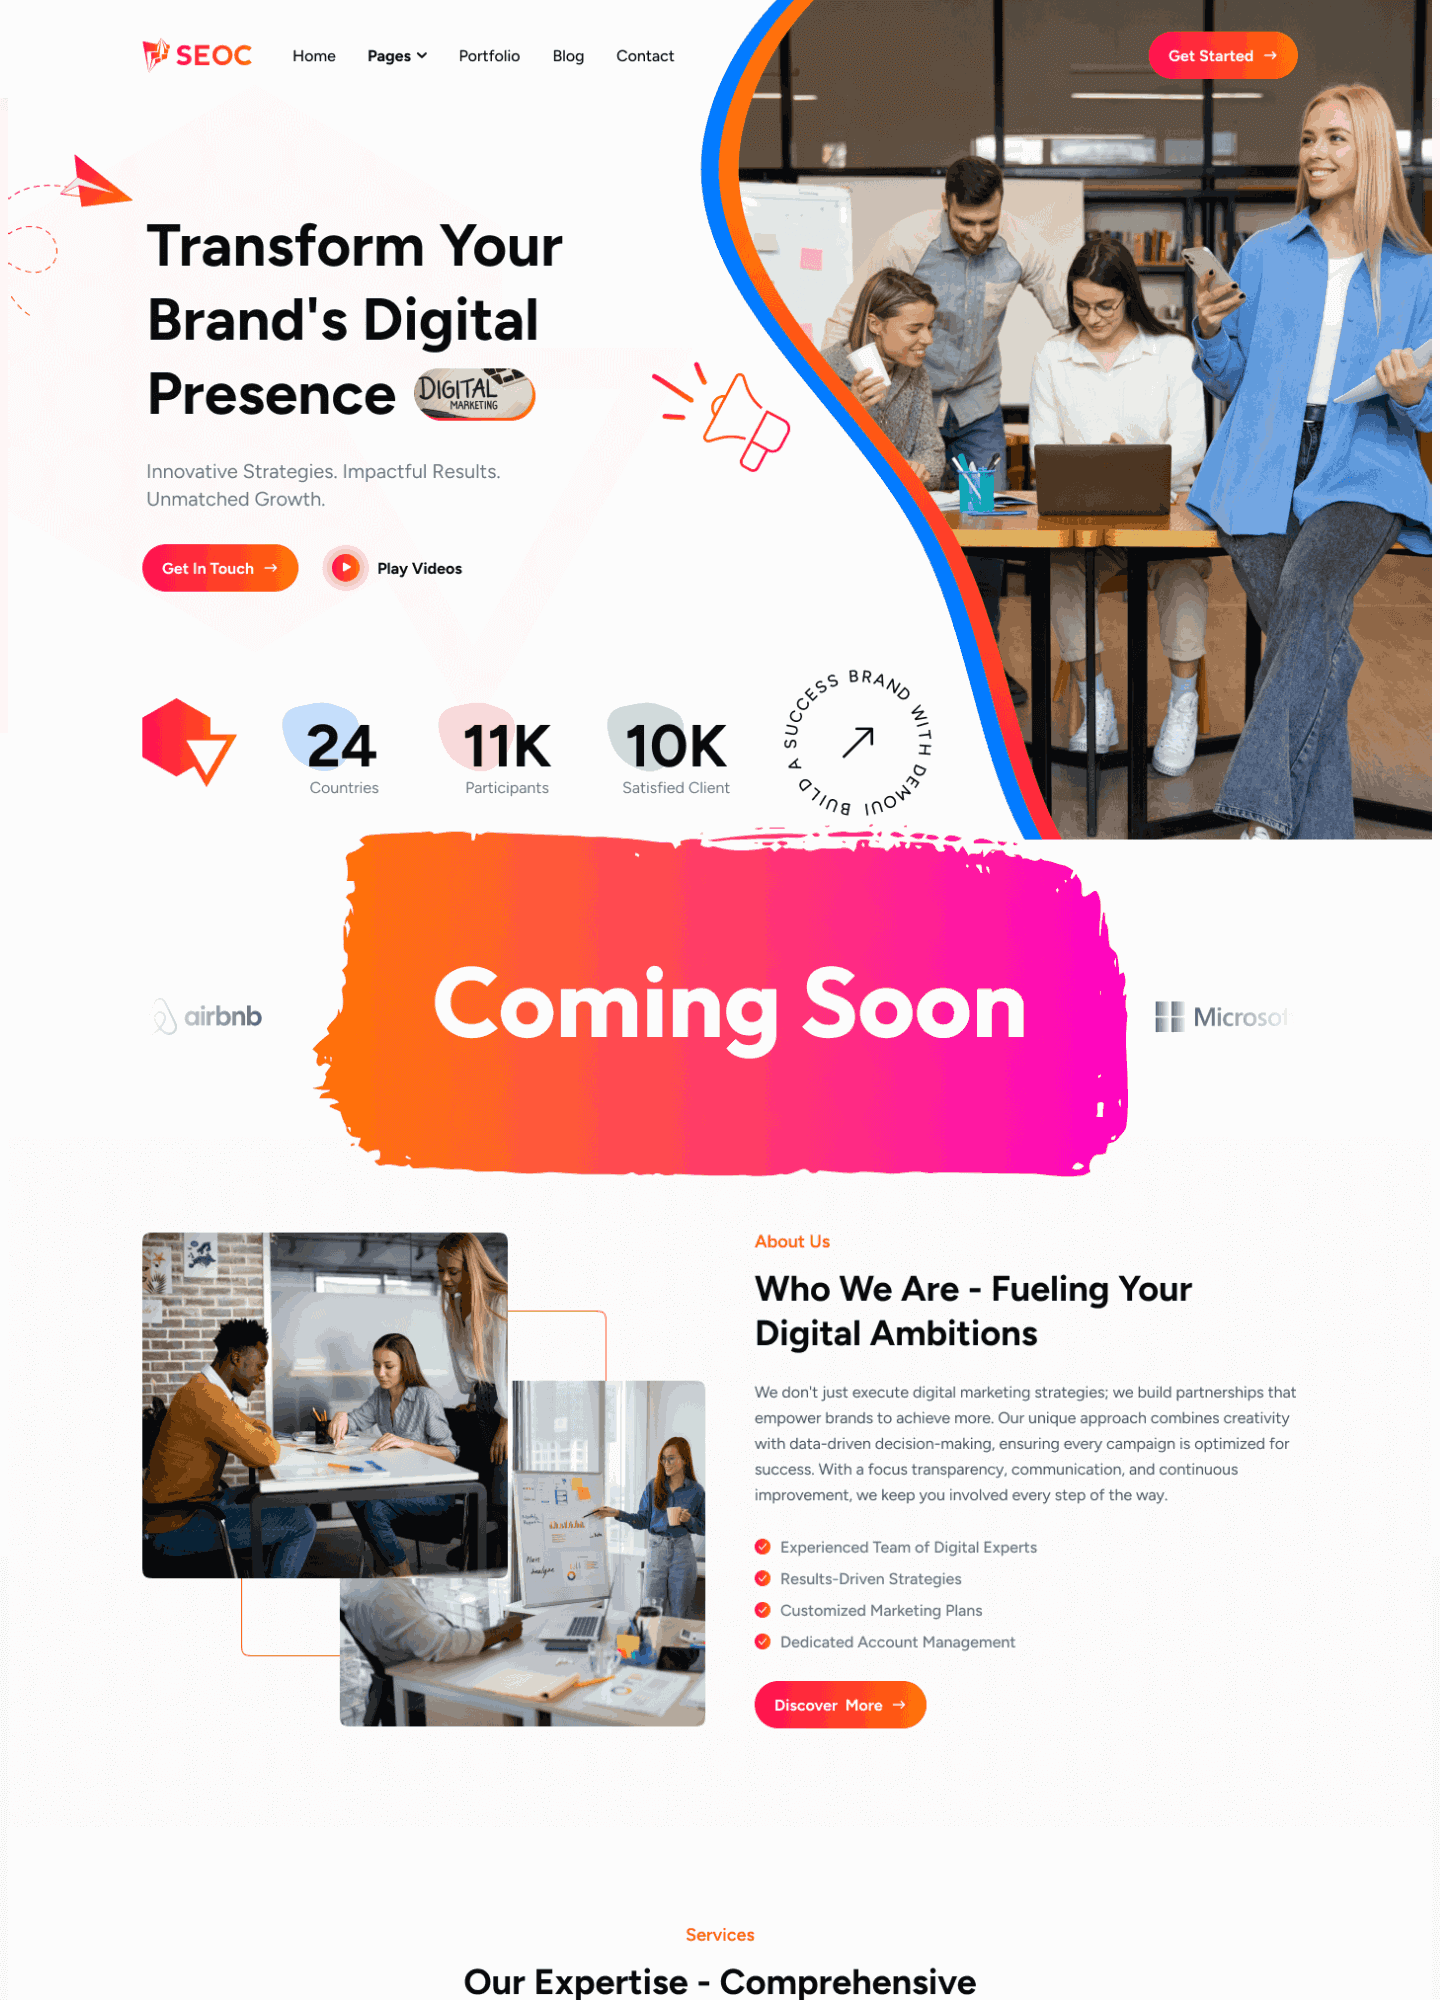 SEOC
Home
Pages
Portfolio
Blog
Contact
Get Started →
Transform Your
Brand's Digital
Presence
DIGITAL
MARKETING
Innovative Strategies. Impactful Results.
Unmatched Growth.
Get In Touch →
Play Videos
24
Countries
11K
Participants
10K
Satisfied Client
BUILD A SUCCESS BRAND WITH DEMOUI
Coming Soon
airbnb
Microsof
About Us
Who We Are - Fueling Your
Digital Ambitions
We don't just execute digital marketing strategies; we build partnerships that
empower brands to achieve more. Our unique approach combines creativity
with data-driven decision-making, ensuring every campaign is optimized for
success. With a focus transparency, communication, and continuous
improvement, we keep you involved every step of the way.
Experienced Team of Digital Experts
Results-Driven Strategies
Customized Marketing Plans
Dedicated Account Management
Discover More →
Services
Our Expertise - Comprehensive